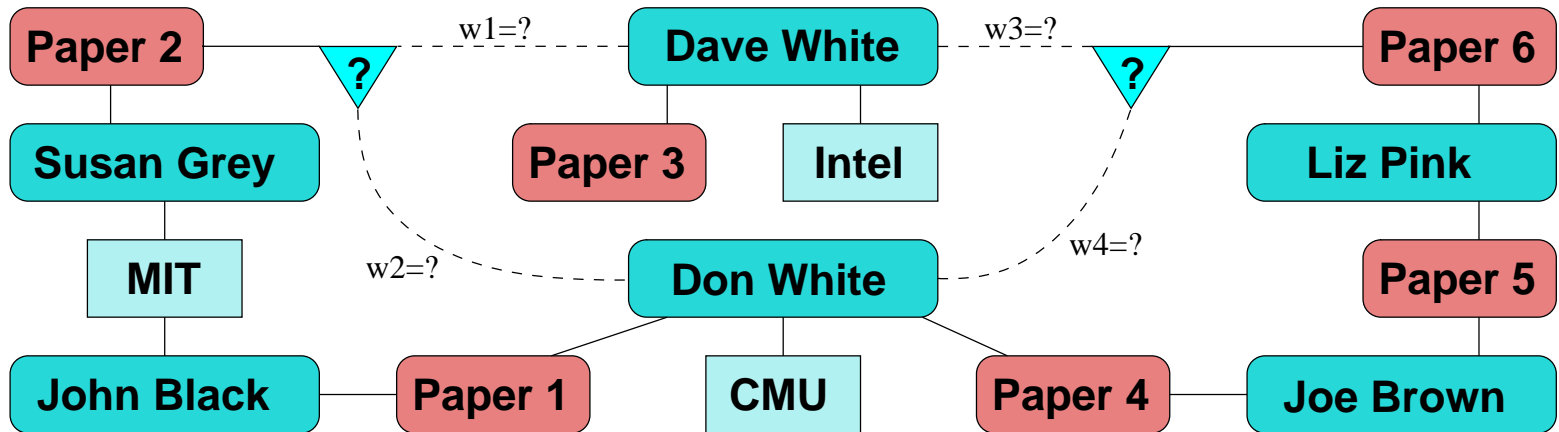 Paper 2
w1=?
Dave White
w3=?
Paper 6
?
?
Susan Grey
Paper 3
Intel
Liz Pink
MIT
w2=?
Don White
w4=?
Paper 5
John Black
Paper 1
CMU
Paper 4
Joe Brown